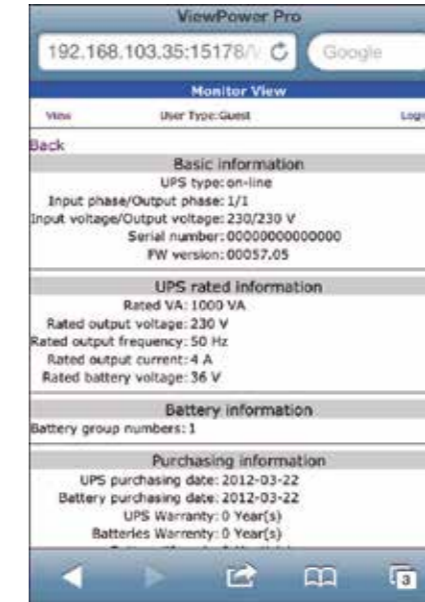 ViewPower Pro
192.168.103.35:15178/
Google
Monitor View
View User Type:Guest
Back
Basic information
UPS type: on-line
Input phase/Output phase: 1/1
Input voltage/Output voltage: 230/230 V
Serial number: 00000000000000
FW version: 00057.05
UPS rated information
Rated VA: 1000 VA
Rated output voltage: 230 V
Rated output frequency: 50 Hz
Rated output current: 4 A
Rated battery voltage: 36 V
Battery information
Battery group numbers: 1
Purchasing information
UPS purchasing date: 2012-03-22
Battery purchasing date: 2012-03-22
UPS Warranty: 0 Year(s)
Batteries Warrenty: 0 Year(s)
3